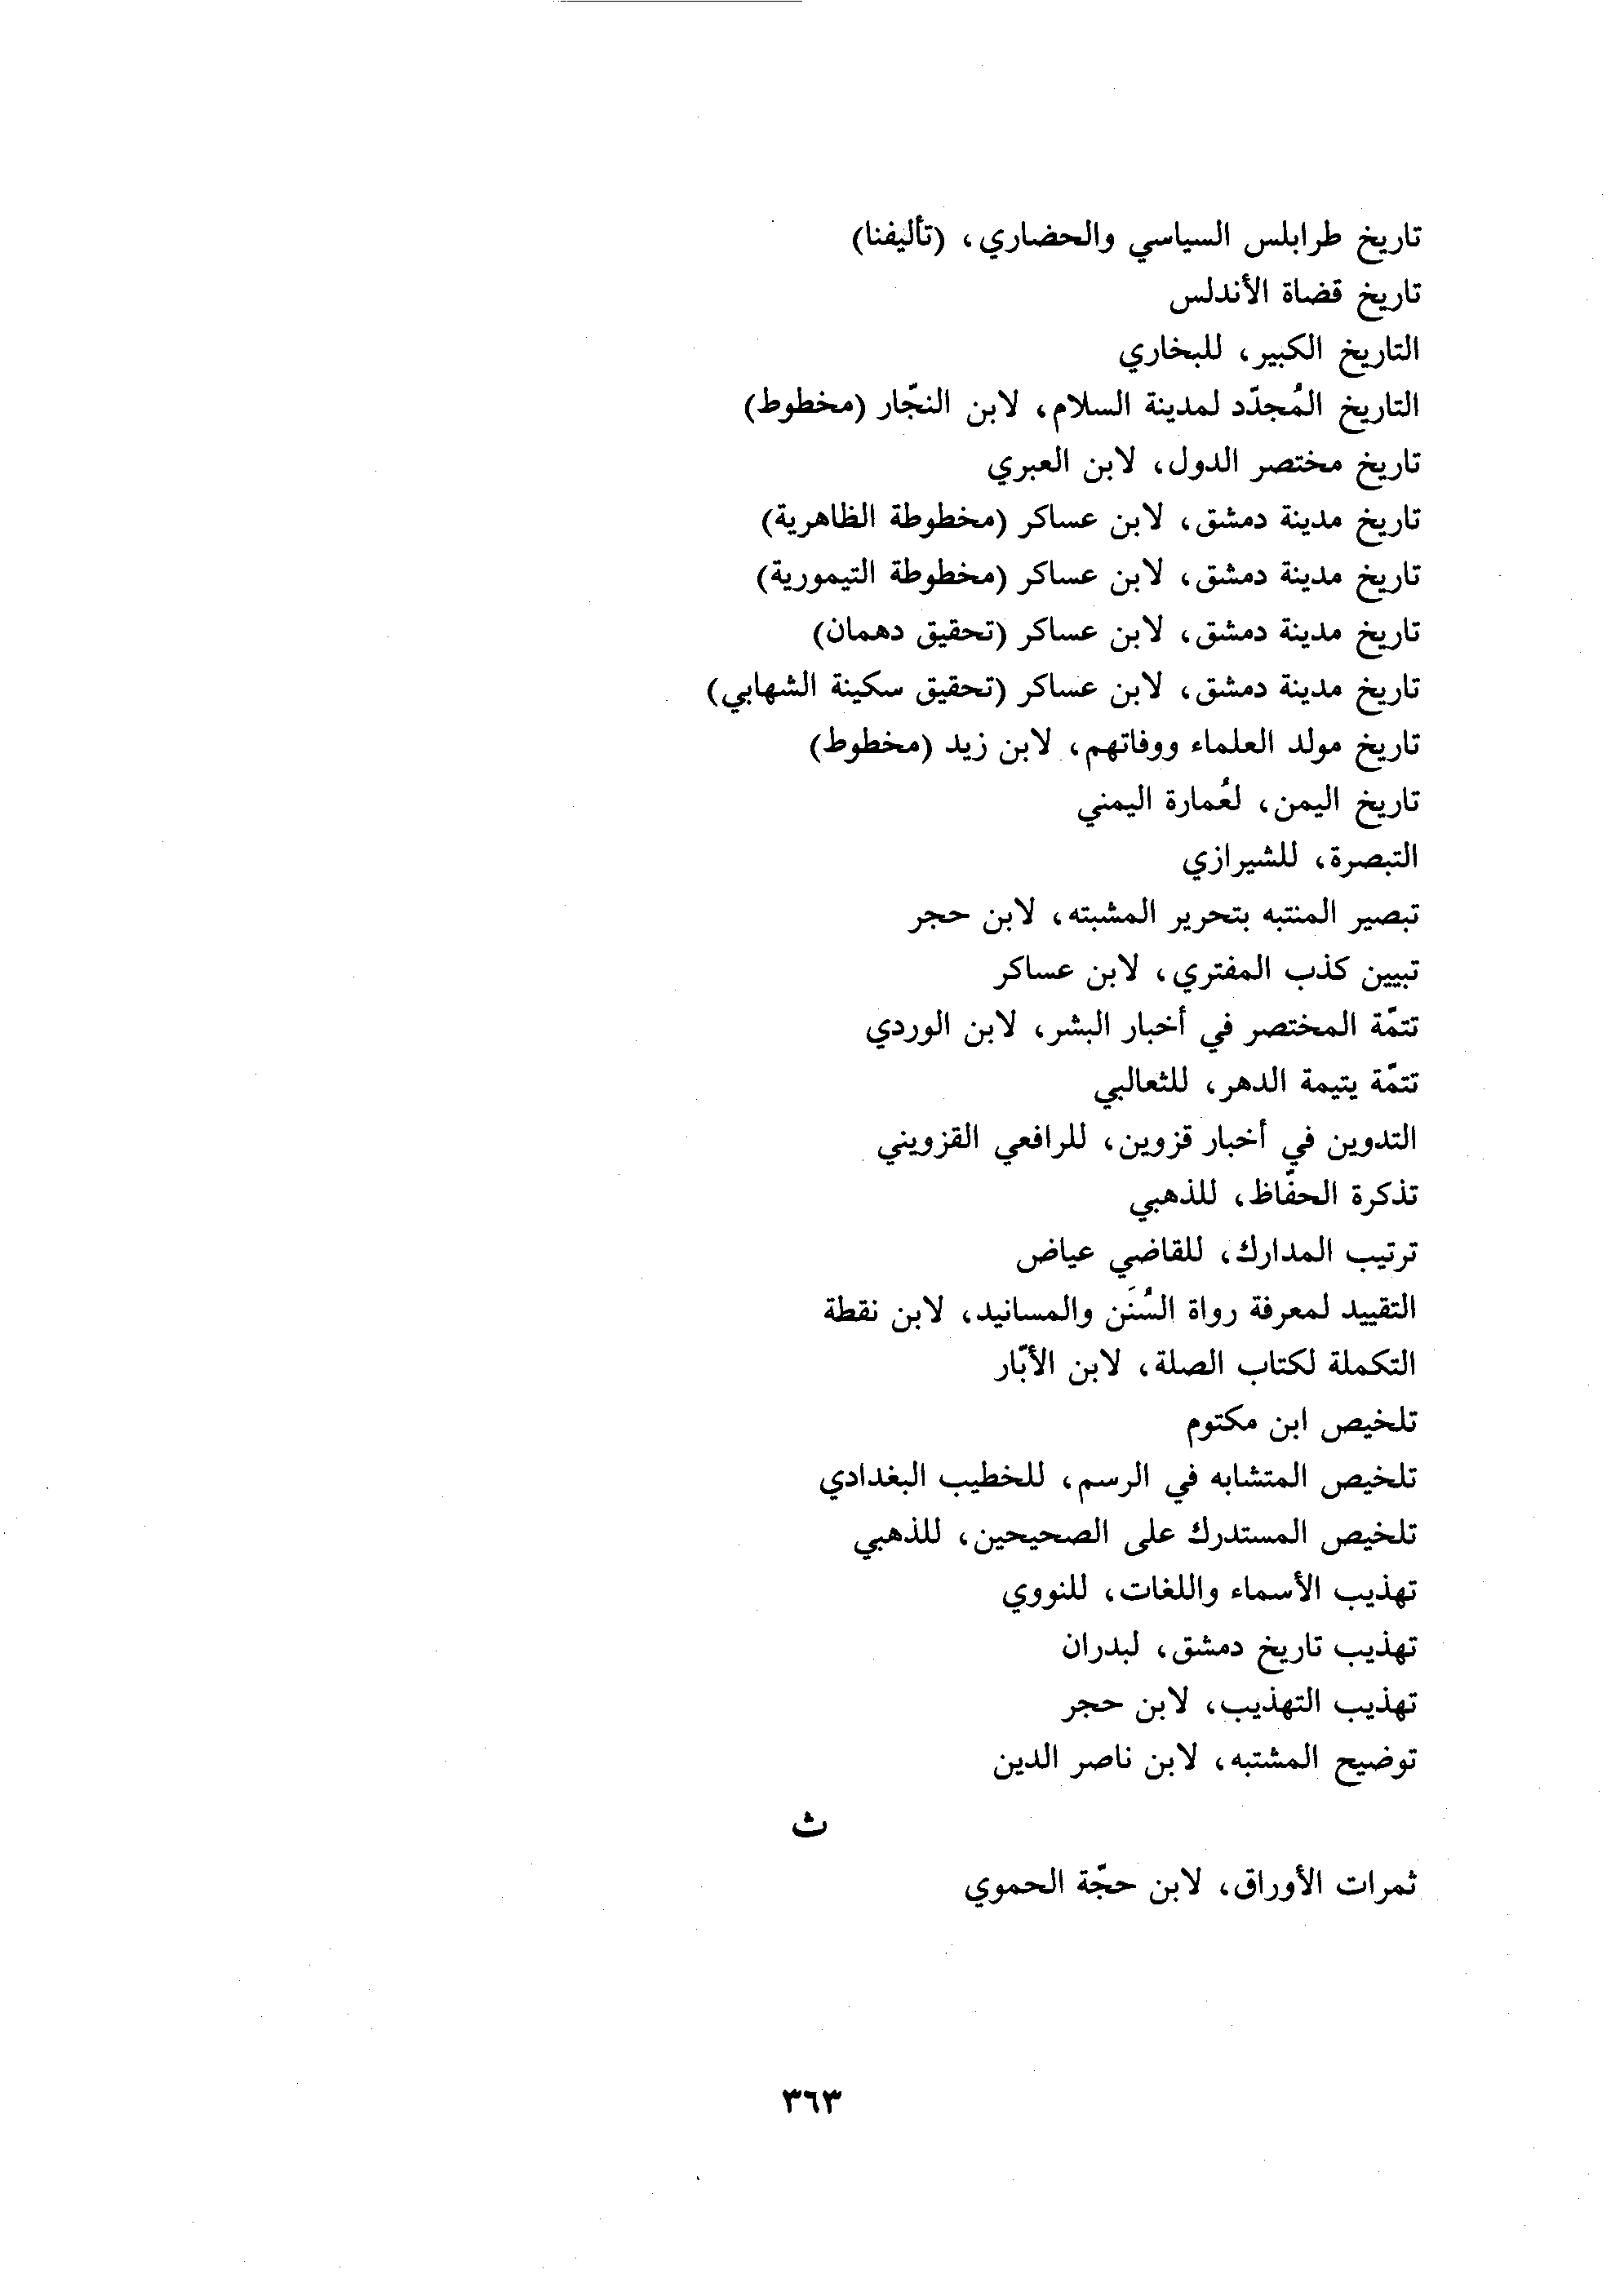 تاريخ طرابلس السياسي والحضاري، (تأليفنا)
تاريخ قضاة الأندلس
التاريخ الكبير، للبخاري
التاريخ المُجدّد لمدينة السلام، لابن النجّار (مخطوط)
تاريخ مختصر الدول، لابن العبري
تاريخ مدينة دمشق، لابن عساكر (مخطوطة الظاهرية)
تاريخ مدينة دمشق، لابن عساكر (مخطوطة التيمورية)
تاريخ مدينة دمشق، لابن عساكر (تحقيق دهمان)
تاريخ مدينة دمشق، لابن عساكر (تحقيق سكينة الشهابي)
تاريخ مولد العلماء ووفاتهم، لابن زيد (مخطوط)
تاريخ اليمن، لعُمارة اليمني
التبصرة، للشيرازي
تبصير المنتبه بتحرير المشبته، لابن حجر
تبيين كذب المفتري، لابن عساكر
تتمّة المختصر في أخبار البشر، لابن الوردي
تتمّة يتيمة الدهر، للثعالبي
التدوين في أخبار قزوين، للرافعي القزويني
تذكرة الحفّاظ، للذهبي
ترتيب المدارك، للقاضي عياض
التقييد لمعرفة رواة السُنَن والمسانيد، لابن نقطة
التكملة لكتاب الصلة، لابن الأبّار
تلخيص ابن مكتوم
تلخيص المتشابه في الرسم، للخطيب البغدادي
تلخيص المستدرك على الصحيحين، للذهبي
تهذيب الأسماء واللغات، للنووي
تهذيب تاريخ دمشق، لبدران
تهذيب التهذيب، لابن حجر
توضيح المشتبه، لابن ناصر الدين
ث
ثمرات الأوراق، لابن حجّة الحموي
٣٦٣